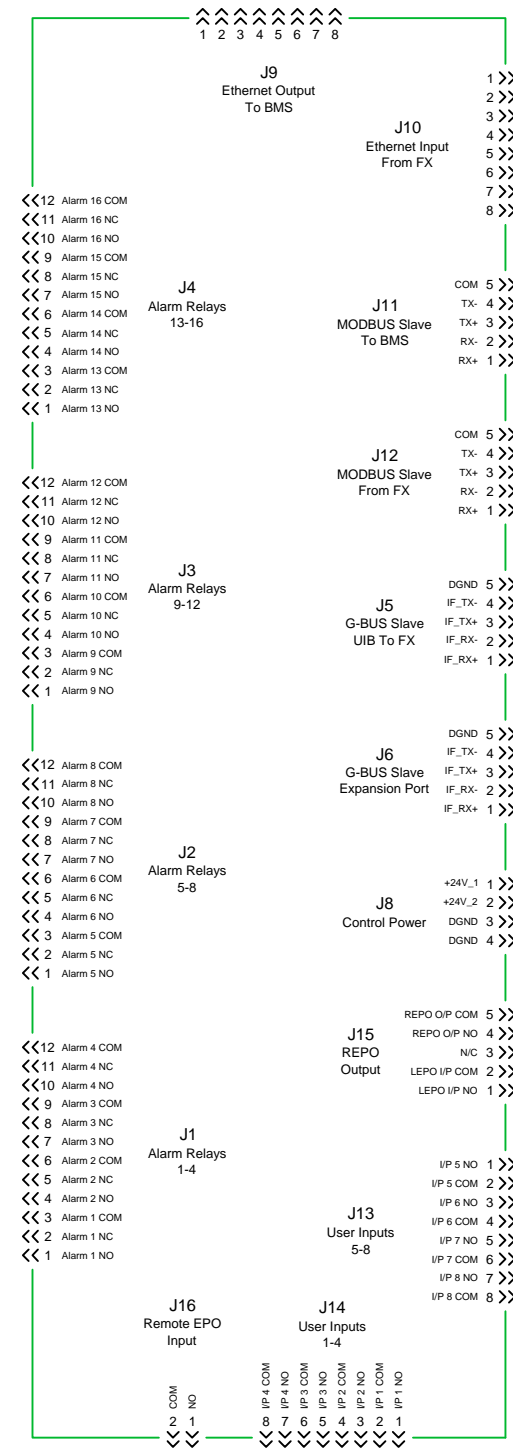 1 2 3 4 5 6 7 8
J9
Ethernet Output
To BMS
1
2
3
4
5
6
7
8
J10
Ethernet Input
From FX
12 Alarm 16 COM
11 Alarm 16 NC
10 Alarm 16 NO
9 Alarm 15 COM
8 Alarm 15 NC
7 Alarm 15 NO
6 Alarm 14 COM
5 Alarm 14 NC
4 Alarm 14 NO
3 Alarm 13 COM
2 Alarm 13 NC
1 Alarm 13 NO
J4
Alarm Relays
13-16
J11
MODBUS Slave
To BMS
COM 5
TX- 4
TX+ 3
RX- 2
RX+ 1
J12
MODBUS Slave
From FX
COM 5
TX- 4
TX+ 3
RX- 2
RX+ 1
12 Alarm 12 COM
11 Alarm 12 NC
10 Alarm 12 NO
9 Alarm 11 COM
8 Alarm 11 NC
7 Alarm 11 NO
6 Alarm 10 COM
5 Alarm 10 NC
4 Alarm 10 NO
3 Alarm 9 COM
2 Alarm 9 NC
1 Alarm 9 NO
J3
Alarm Relays
9-12
J5
G-BUS Slave
UIB To FX
DGND 5
IF_TX- 4
IF_TX+ 3
IF_RX- 2
IF_RX+ 1
J6
G-BUS Slave
Expansion Port
DGND 5
IF_TX- 4
IF_TX+ 3
IF_RX- 2
IF_RX+ 1
12 Alarm 8 COM
11 Alarm 8 NC
10 Alarm 8 NO
9 Alarm 7 COM
8 Alarm 7 NC
7 Alarm 7 NO
6 Alarm 6 COM
5 Alarm 6 NC
4 Alarm 6 NO
3 Alarm 5 COM
2 Alarm 5 NC
1 Alarm 5 NO
J2
Alarm Relays
5-8
J8
Control Power
+24V_1 1
+24V_2 2
DGND 3
DGND 4
J15
REPO
Output
REPO O/P COM 5
REPO O/P NO 4
N/C 3
LEPO I/P COM 2
LEPO I/P NO 1
12 Alarm 4 COM
11 Alarm 4 NC
10 Alarm 4 NO
9 Alarm 3 COM
8 Alarm 3 NC
7 Alarm 3 NO
6 Alarm 2 COM
5 Alarm 2 NC
4 Alarm 2 NO
3 Alarm 1 COM
2 Alarm 1 NC
1 Alarm 1 NO
J1
Alarm Relays
1-4
J13
User Inputs
5-8
I/P 5 NO 1
I/P 5 COM 2
I/P 6 NO 3
I/P 6 COM 4
I/P 7 NO 5
I/P 7 COM 6
I/P 8 NO 7
I/P 8 COM 8
J16
Remote EPO
Input
COM 2
NO 1
J14
User Inputs
1-4
I/P 4 COM 8
I/P 4 NO 7
I/P 3 COM 6
I/P 3 NO 5
I/P 2 COM 4
I/P 2 NO 3
I/P 1 COM 2
I/P 1 NO 1